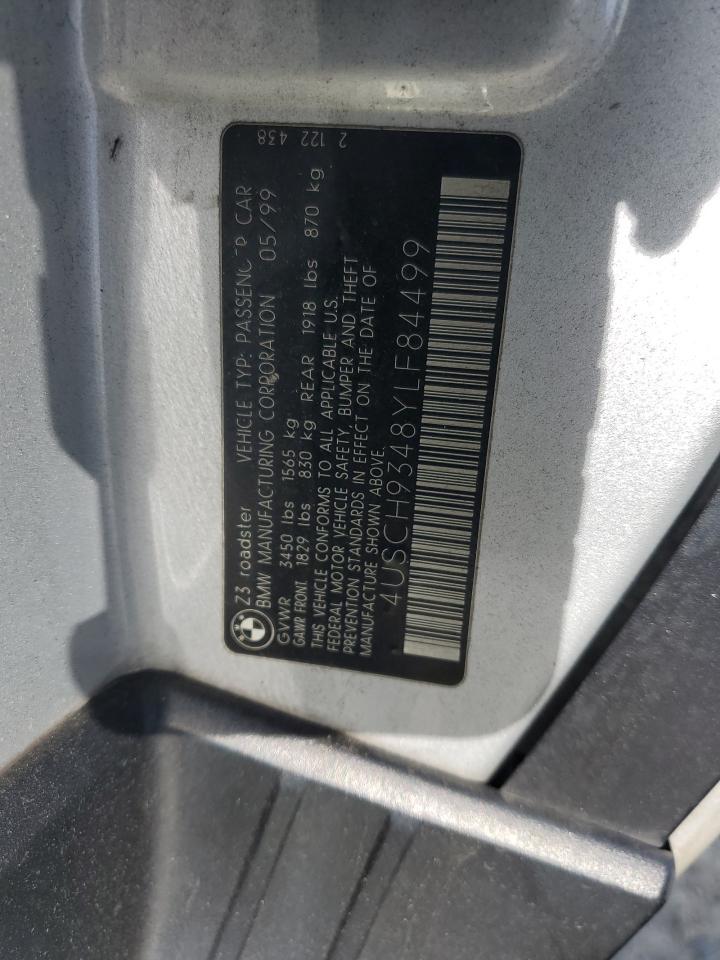 Z3 roadster VEHICLE TYP: PASSENGER CAR
BMW MANUFACTURING CORPORATION 05/99
GVWR 3450 lbs 1565 kg
GAWR FRONT 1829 lbs 830 kg REAR 1918 lbs 870 kg
THIS VEHICLE CONFORMS TO ALL APPLICABLE U.S.
FEDERAL MOTOR VEHICLE SAFETY, BUMPER AND THEFT
PREVENTION STANDARDS IN EFFECT ON THE DATE OF
MANUFACTURE SHOWN ABOVE.
4USCH9348YLF84499
2 122 438